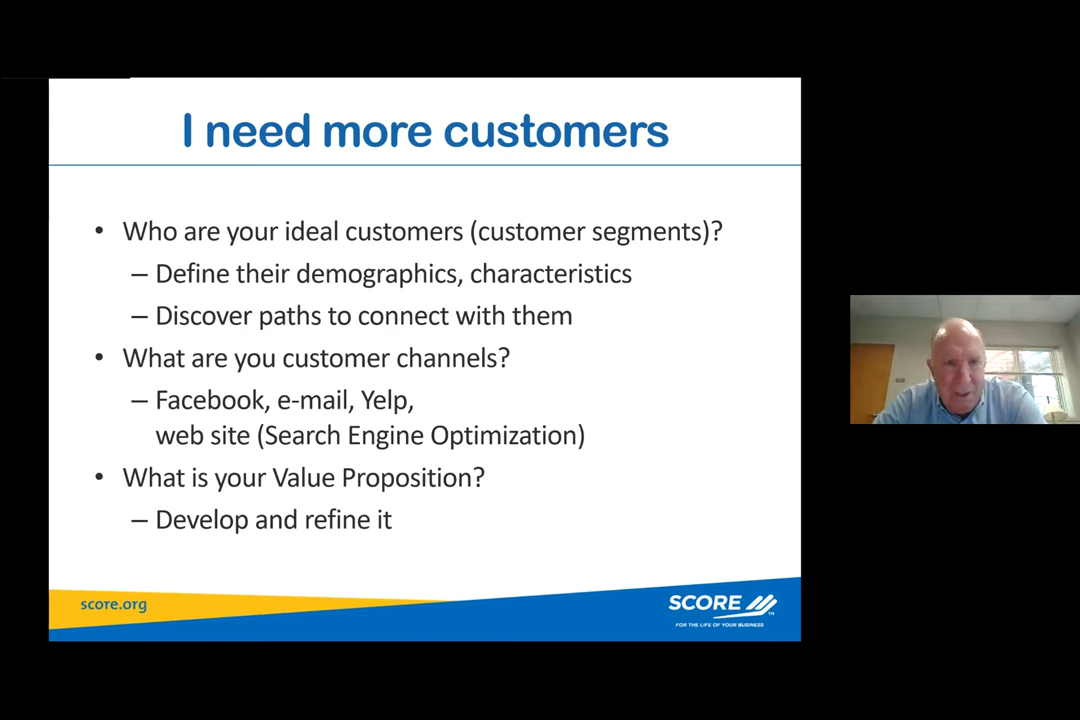 I need more customers
• Who are your ideal customers (customer segments)?
– Define their demographics, characteristics
– Discover paths to connect with them
• What are you customer channels?
– Facebook, e-mail, Yelp,
web site (Search Engine Optimization)
• What is your Value Proposition?
– Develop and refine it
score.org
SCORE
TM
FOR THE LIFE OF YOUR BUSINESS